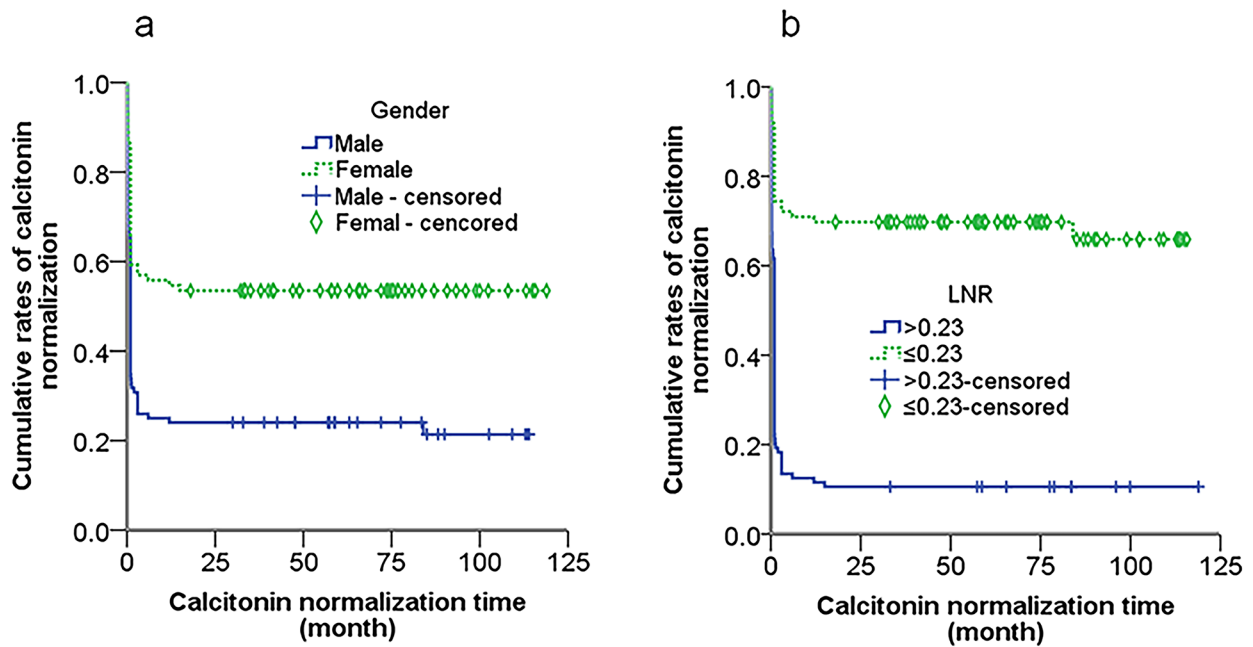 a
Cumulative rates of calcitonin
normalization
1.0
0.8
0.6
0.4
0.2
0.0
0
25
50
75
100
125
Calcitonin normalization time
(month)
Gender
Male
Female
Male - censored
Femal - cencored
b
Cumulative rates of calcitonin
normalization
1.0
0.8
0.6
0.4
0.2
0.0
0
25
50
75
100
125
Calcitonin normalization time
(month)
LNR
>0.23
≤0.23
>0.23-censored
≤0.23-censored